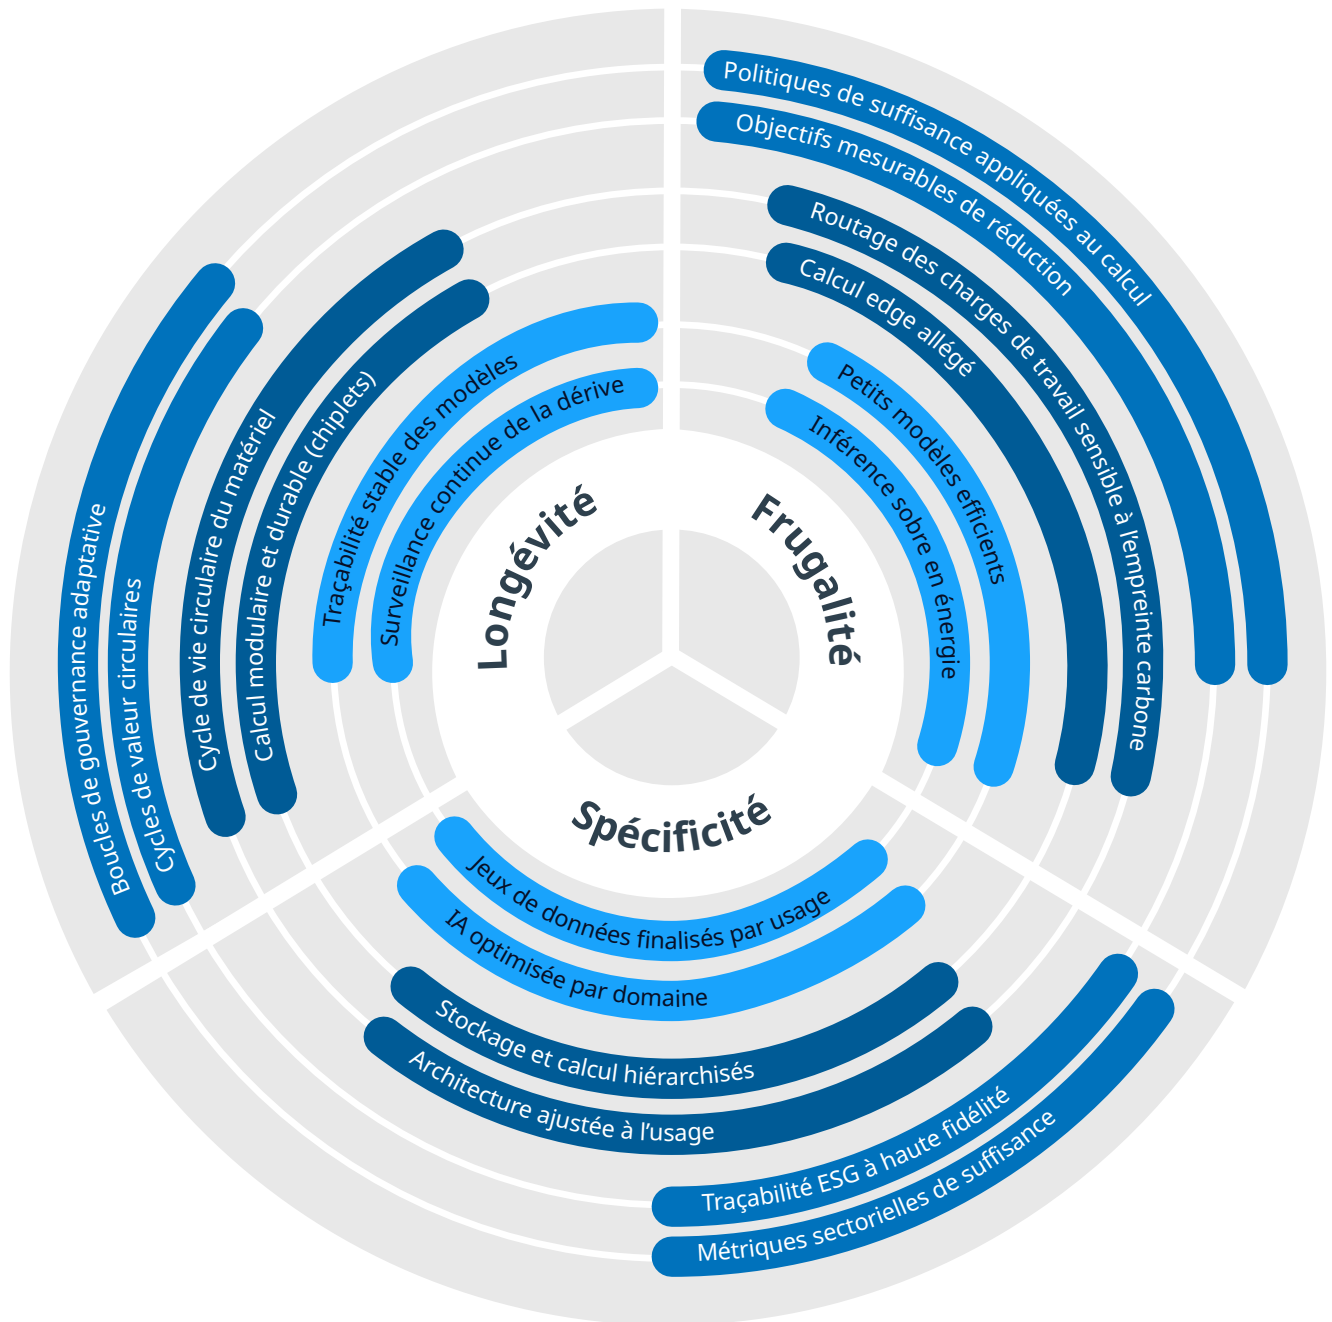 Politiques de suffisance appliquées au calcul
Objectifs mesurables de réduction
Routage des charges de travail sensible à l'empreinte carbone
Calcul edge allégé
Petits modèles efficients
Inférence sobre en énergie
Frugalité
Boucles de gouvernance adaptative
Cycles de valeur circulaires
Cycle de vie circulaire du matériel
Calcul modulaire et durable (chiplets)
Traçabilité stable des modèles
Surveillance continue de la dérive
Longévité
Spécificité
Jeux de données finalisés par usage
IA optimisée par domaine
Stockage et calcul hiérarchisés
Architecture ajustée à l’usage
Traçabilité ESG à haute fidélité
Métriques sectorielles de suffisance